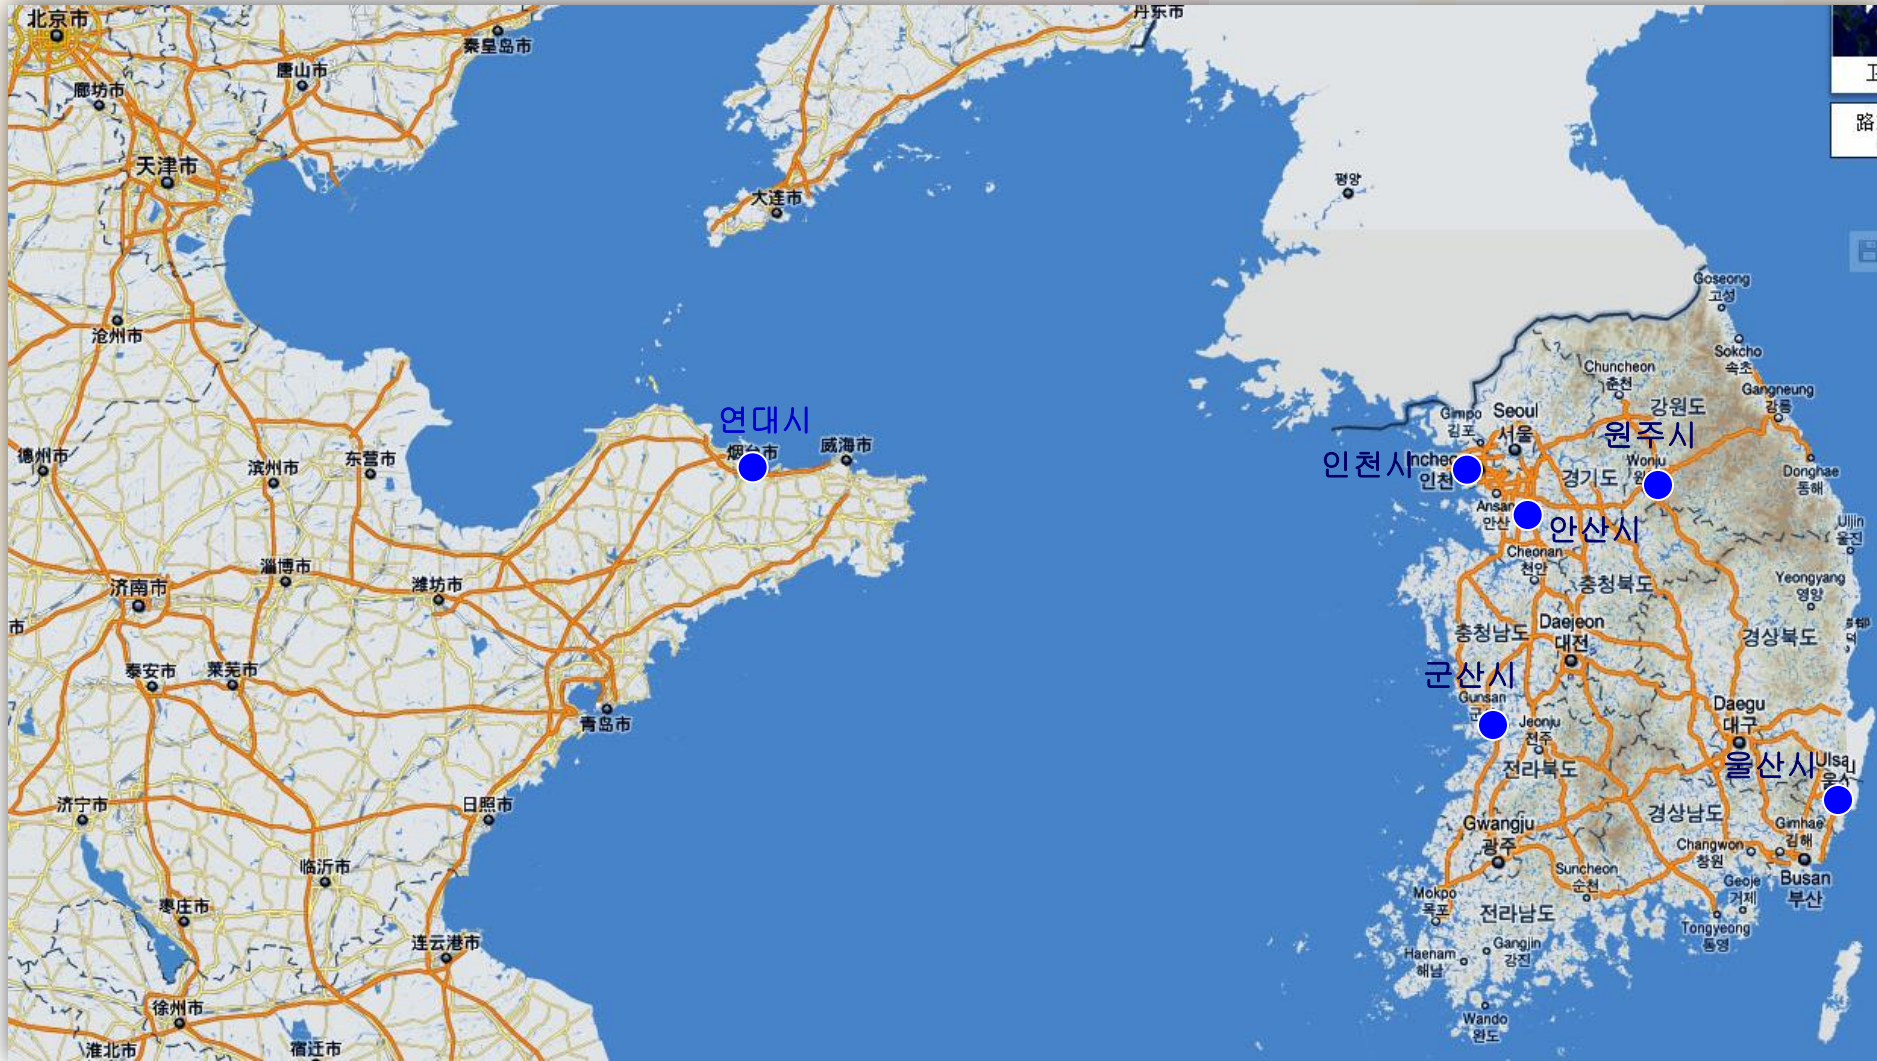 北京市
丹东市
秦皇岛市
唐山市
廊坊市
路
天津市
평양
大连市
Goseong
고성
沧州市
Sokcho
속초
Chuncheon
춘천
Gangneung
강릉
강원도
연대시
Gimpo
김포
Seoul
서울
원주시
烟台市
威海市
德州市
滨州市
东营市
인천시
인천
경기도
Wonju
Donghae
동해
Ansan
안산
안산시
Uljin
울진
Cheonan
천안
淄博市
潍坊市
济南市
충청북도
Yeongyang
영양
市
충청남도
Daejeon
대전
경상북도
泰安市
莱芜市
군산시
Gunsan
青岛市
Jeonju
전주
Daegu
대구
울산시
전라북도
济宁市
日照市
경상남도
Gwangju
광주
Gimhae
김해
Changwon
창원
临沂市
Suncheon
순천
Geoje
거제
Busan
부산
Mokpo
목포
枣庄市
전라남도
Tongyeong
통영
连云港市
Gangjin
강진
Haenam
해남
徐州市
Wando
완도
淮北市
宿迁市